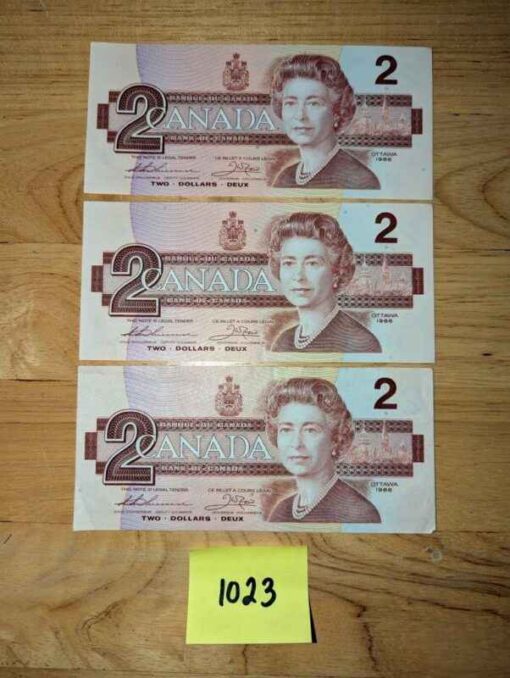 2
BANQUE • DU • CANADA
2 CANADA
BANK • OF • CANADA
THIS NOTE IS LEGAL TENDER
CE BILLET A COURS LÉGAL
OTTAWA
1986
TWO • DOLLARS • DEUX
2
BANQUE • DU • CANADA
2 CANADA
BANK • OF • CANADA
THIS NOTE IS LEGAL TENDER
CE BILLET A COURS LÉGAL
OTTAWA
1986
TWO • DOLLARS • DEUX
2
BANQUE • DU • CANADA
2 CANADA
BANK • OF • CANADA
THIS NOTE IS LEGAL TENDER
CE BILLET A COURS LÉGAL
OTTAWA
1986
TWO • DOLLARS • DEUX
1023